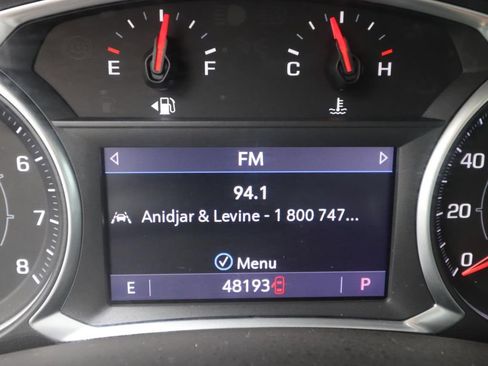 E F C H
FM
94.1
Anidjar & Levine - 1 800 747...
Menu
E 48193 P
6
7
8
40
20
0